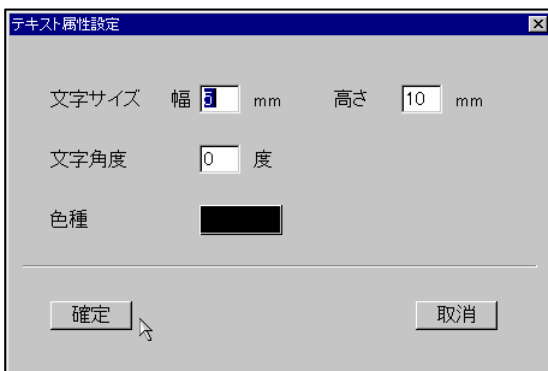 テキスト属性設定
文字サイズ 幅 5 mm 高さ 10 mm
文字角度 0 度
色種
確定 取消